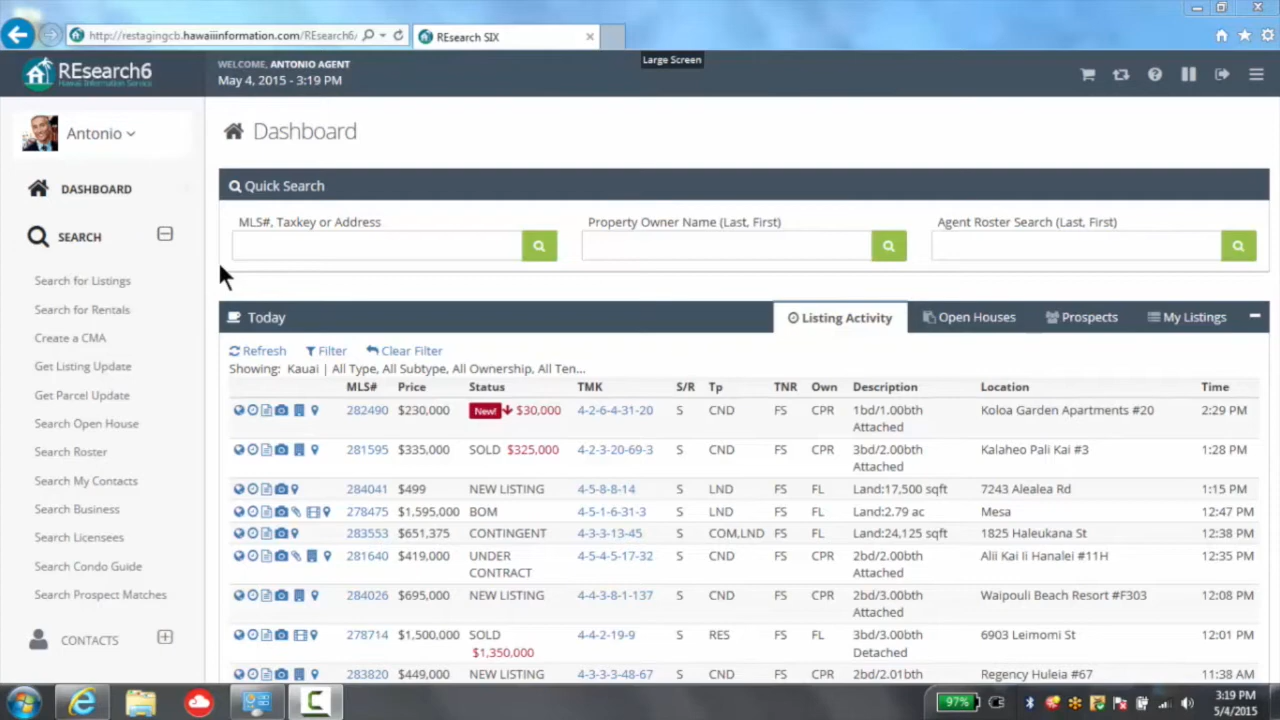 http://restagingcb.hawaiiinformation.com/REsearch6/
REsearch SIX
Large Screen
REsearch6
Hawaii Information Service
WELCOME, ANTONIO AGENT
May 4, 2015 - 3:19 PM
Antonio
DASHBOARD
SEARCH
Search for Listings
Search for Rentals
Create a CMA
Get Listing Update
Get Parcel Update
Search Open House
Search Roster
Search My Contacts
Search Business
Search Licensees
Search Condo Guide
Search Prospect Matches
CONTACTS
Dashboard
Quick Search
MLS#, Taxkey or Address
Property Owner Name (Last, First)
Agent Roster Search (Last, First)
Today
Listing Activity
Open Houses
Prospects
My Listings
Refresh Filter Clear Filter
Showing: Kauai | All Type, All Subtype, All Ownership, All Ten...
MLS# Price Status TMK S/R Tp TNR Own Description Location Time
282490 $230,000 New! $30,000 4-2-6-4-31-20 S CND FS CPR 1bd/1.00bth Koloa Garden Apartments #20 2:29 PM
Attached
281595 $335,000 SOLD $325,000 4-2-3-20-69-3 S CND FS CPR 3bd/2.00bth Kalaheo Pali Kai #3 1:28 PM
Attached
284041 $499 NEW LISTING 4-5-8-8-14 S LND FS FL Land:17,500 sqft 7243 Alealea Rd 1:15 PM
278475 $1,595,000 BOM 4-5-1-6-31-3 S LND FS FL Land:2.79 ac Mesa 12:47 PM
283553 $651,375 CONTINGENT 4-3-3-13-45 S COM,LND FS FL Land:24,125 sqft 1825 Haleukana St 12:38 PM
281640 $419,000 UNDER 4-5-4-5-17-32 S CND FS CPR 2bd/2.00bth Alii Kai Ii Hanalei #11H 12:35 PM
CONTRACT Attached
284026 $695,000 NEW LISTING 4-4-3-8-1-137 S CND FS CPR 2bd/2.00bth Waipouli Beach Resort #F303 12:08 PM
Attached
278714 $1,500,000 SOLD 4-4-2-19-9 S RES FS FL 3bd/3.00bth 6903 Leimomi St 12:01 PM
$1,350,000 Detached
283820 $449,000 NEW LISTING 4-3-3-3-48-67 S CND FS CPR 2bd/2.01bth Regency Huleia #67 11:38 AM
97%
3:19 PM
5/4/2015